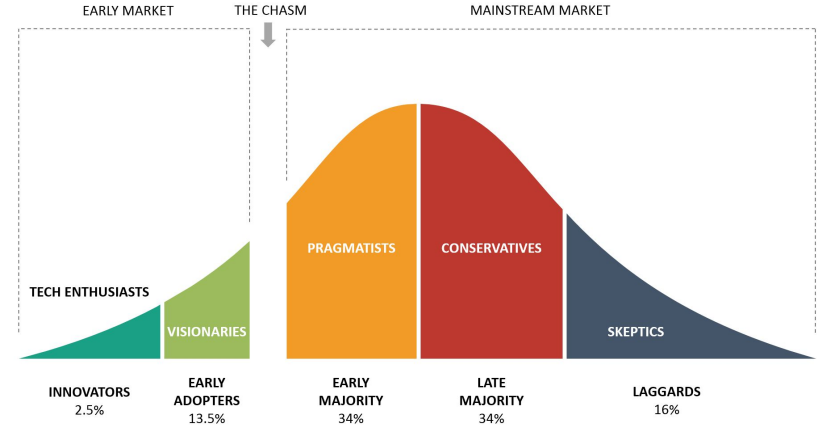 EARLY MARKET
THE CHASM
MAINSTREAM MARKET
TECH ENTHUSIASTS
VISIONARIES
PRAGMATISTS
CONSERVATIVES
SKEPTICS
INNOVATORS
2.5%
EARLY
ADOPTERS
13.5%
EARLY
MAJORITY
34%
LATE
MAJORITY
34%
LAGGARDS
16%